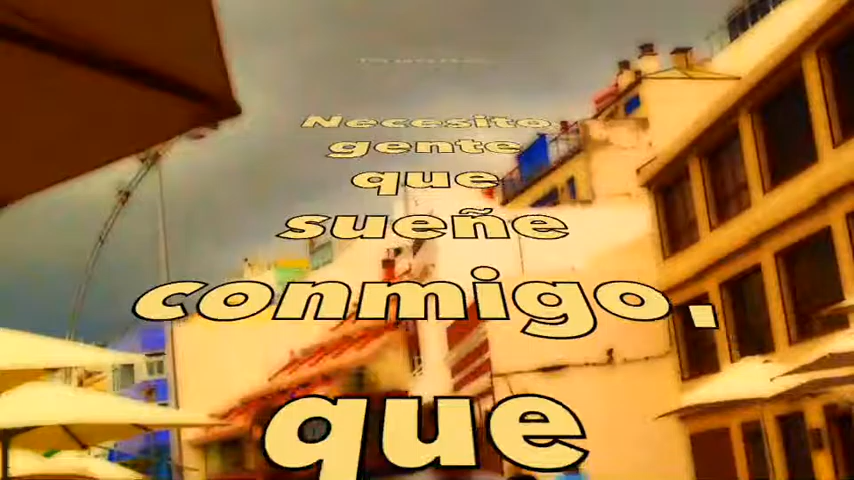 Necesito
gente
que
sueñe
conmigo.
que